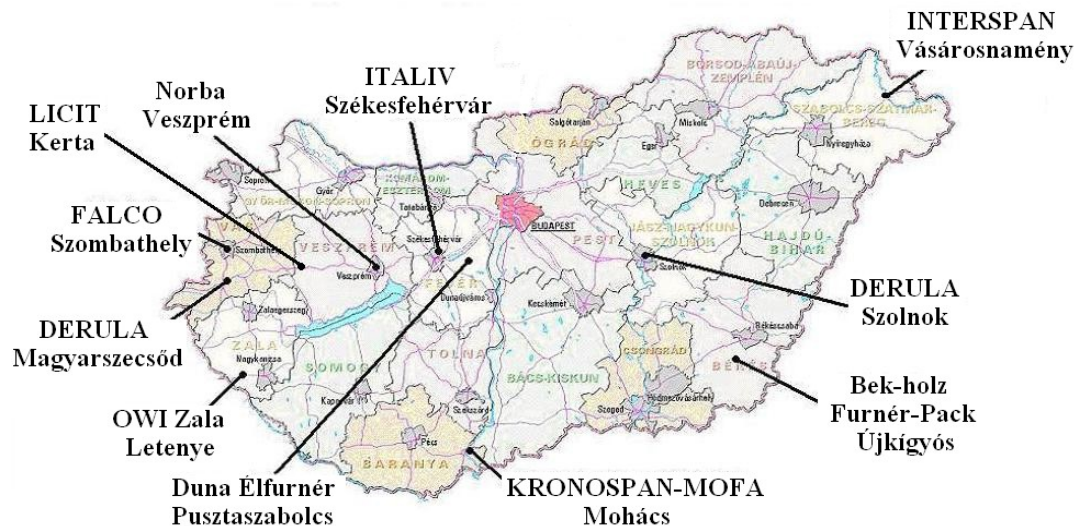 INTERSPAN
Vásárosnamény
ITALIV
Székesfehérvár
Norba
Veszprém
LICIT
Kerta
FALCO
Szombathely
DERULA
Magyarszecsőd
OWI Zala
Letenye
Duna Élfurnér
Pusztaszabolcs
KRONOSPAN-MOFA
Mohács
Bek-holz
Furnér-Pack
Újkígyós
DERULA
Szolnok
BORSOD-ABAÚJ-
ZEMPLÉN
SZABOLCS-SZATMÁR-
BEREG
Salgótarján
Miskolc
ÓGRÁD
Eger
Nyíregyháza
Sopron
Győr
GYŐR-MOSON-SOPRON
KOMÁROM-
ESZTERGOM
Tatabánya
HEVES
Debrecen
BUDAPEST
PEST
JÁSZ-NAGYKUN-
SZOLNOK
HAJDÚ-
BIHAR
VAS
Szombathely
VESZPRÉM
Veszprém
Székesfehérvár
FEJÉR
Dunaújváros
Szolnok
Kecskemét
Zalaegerszeg
ZALA
Nagykanizsa
SOMOGY
Kaposvár
TOLNA
Szekszárd
BÁCS-KISKUN
CSONGRÁD
Békéscsaba
BÉKÉS
Hódmezővásárhely
Szeged
Pécs
BARANYA